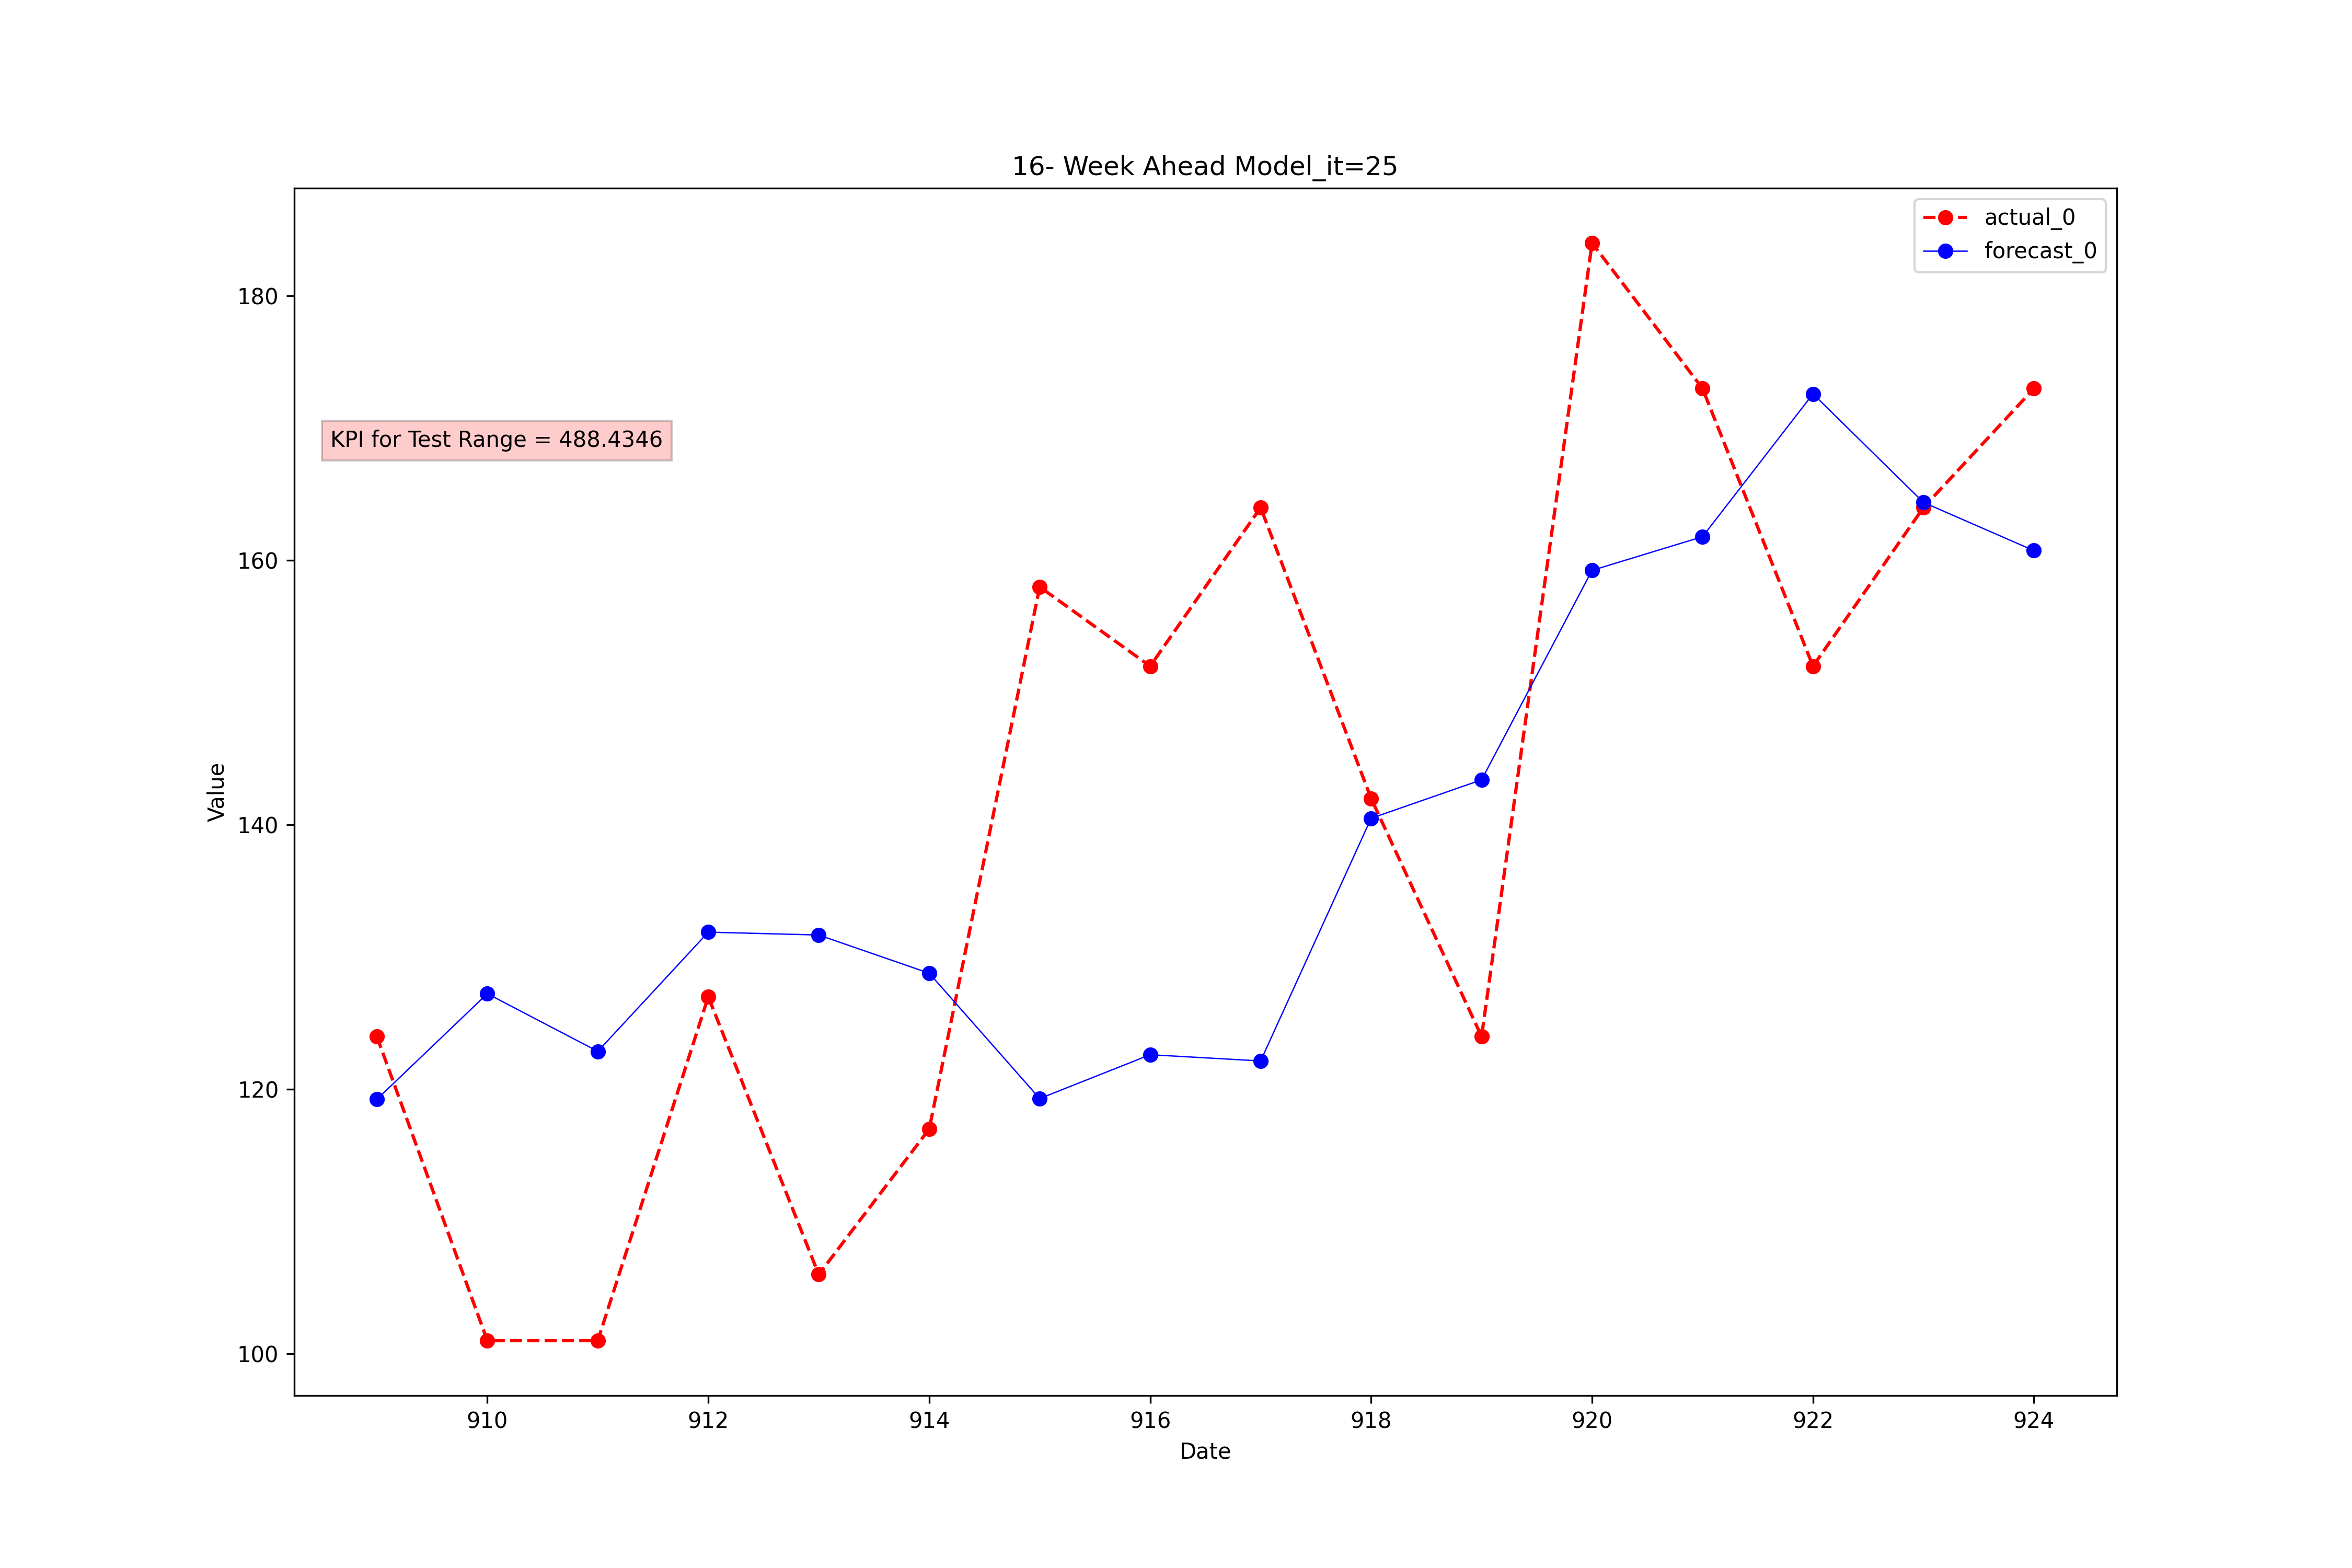 16- Week Ahead Model_it=25
actual_0
forecast_0
KPI for Test Range = 488.4346
Value
180
160
140
120
100
910 912 914 916 918 920 922 924
Date